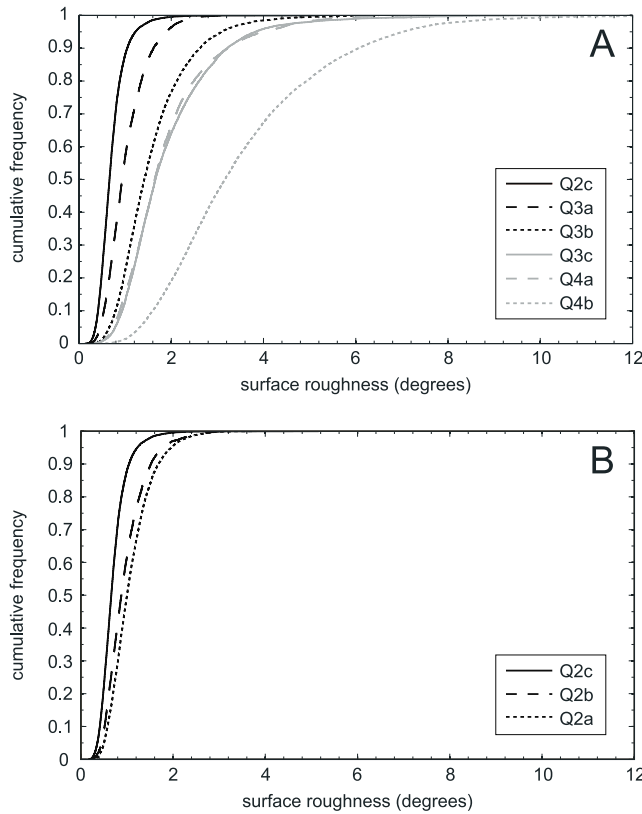 1
0.9
0.8
0.7
0.6
0.5
0.4
0.3
0.2
0.1
0
cumulative frequency
A
Q2c
Q3a
Q3b
Q3c
Q4a
Q4b
0 2 4 6 8 10 12
surface roughness (degrees)
1
0.9
0.8
0.7
0.6
0.5
0.4
0.3
0.2
0.1
0
cumulative frequency
B
Q2c
Q2b
Q2a
0 2 4 6 8 10 12
surface roughness (degrees)